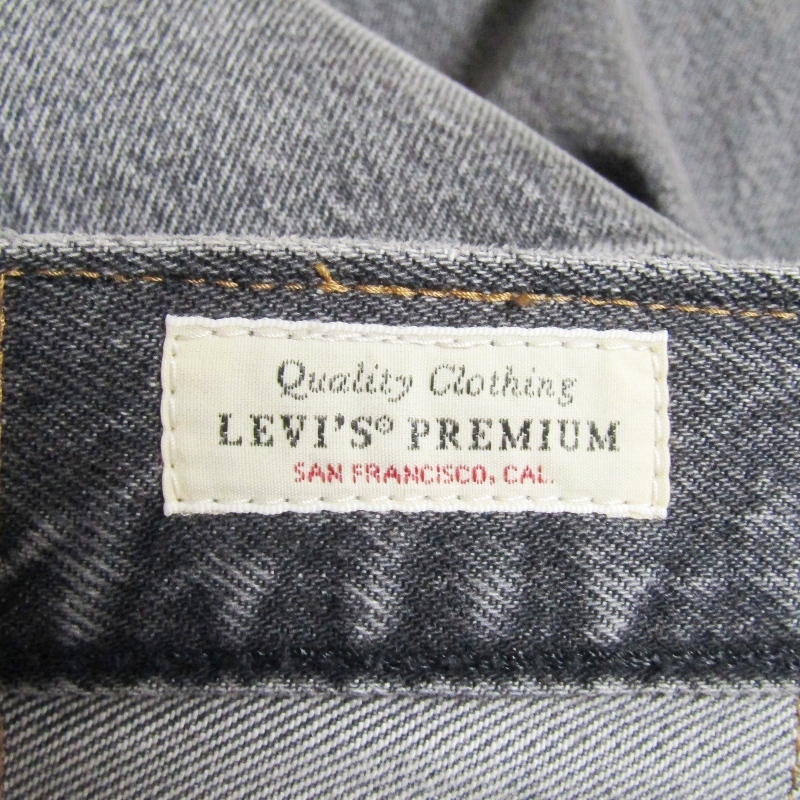 Quality Clothing
LEVI'S® PREMIUM
SAN FRANCISCO, CAL.